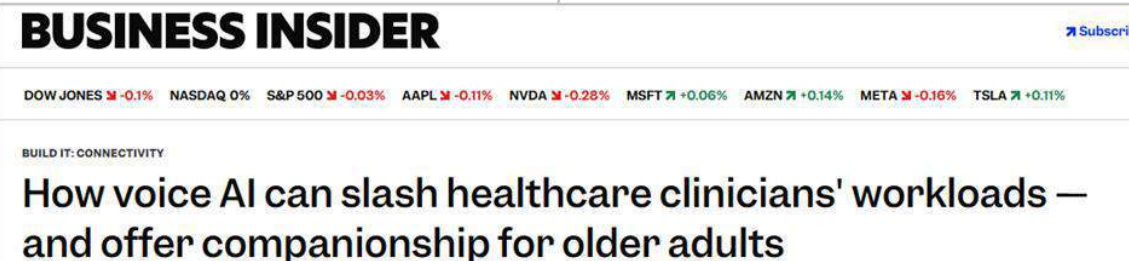 BUSINESS INSIDER
Subscri
DOW JONES -0.1% NASDAQ 0% S&P 500 -0.03% AAPL -0.11% NVDA -0.28% MSFT +0.06% AMZN +0.14% META -0.16% TSLA +0.11%
BUILD IT: CONNECTIVITY
How voice AI can slash healthcare clinicians' workloads —
and offer companionship for older adults